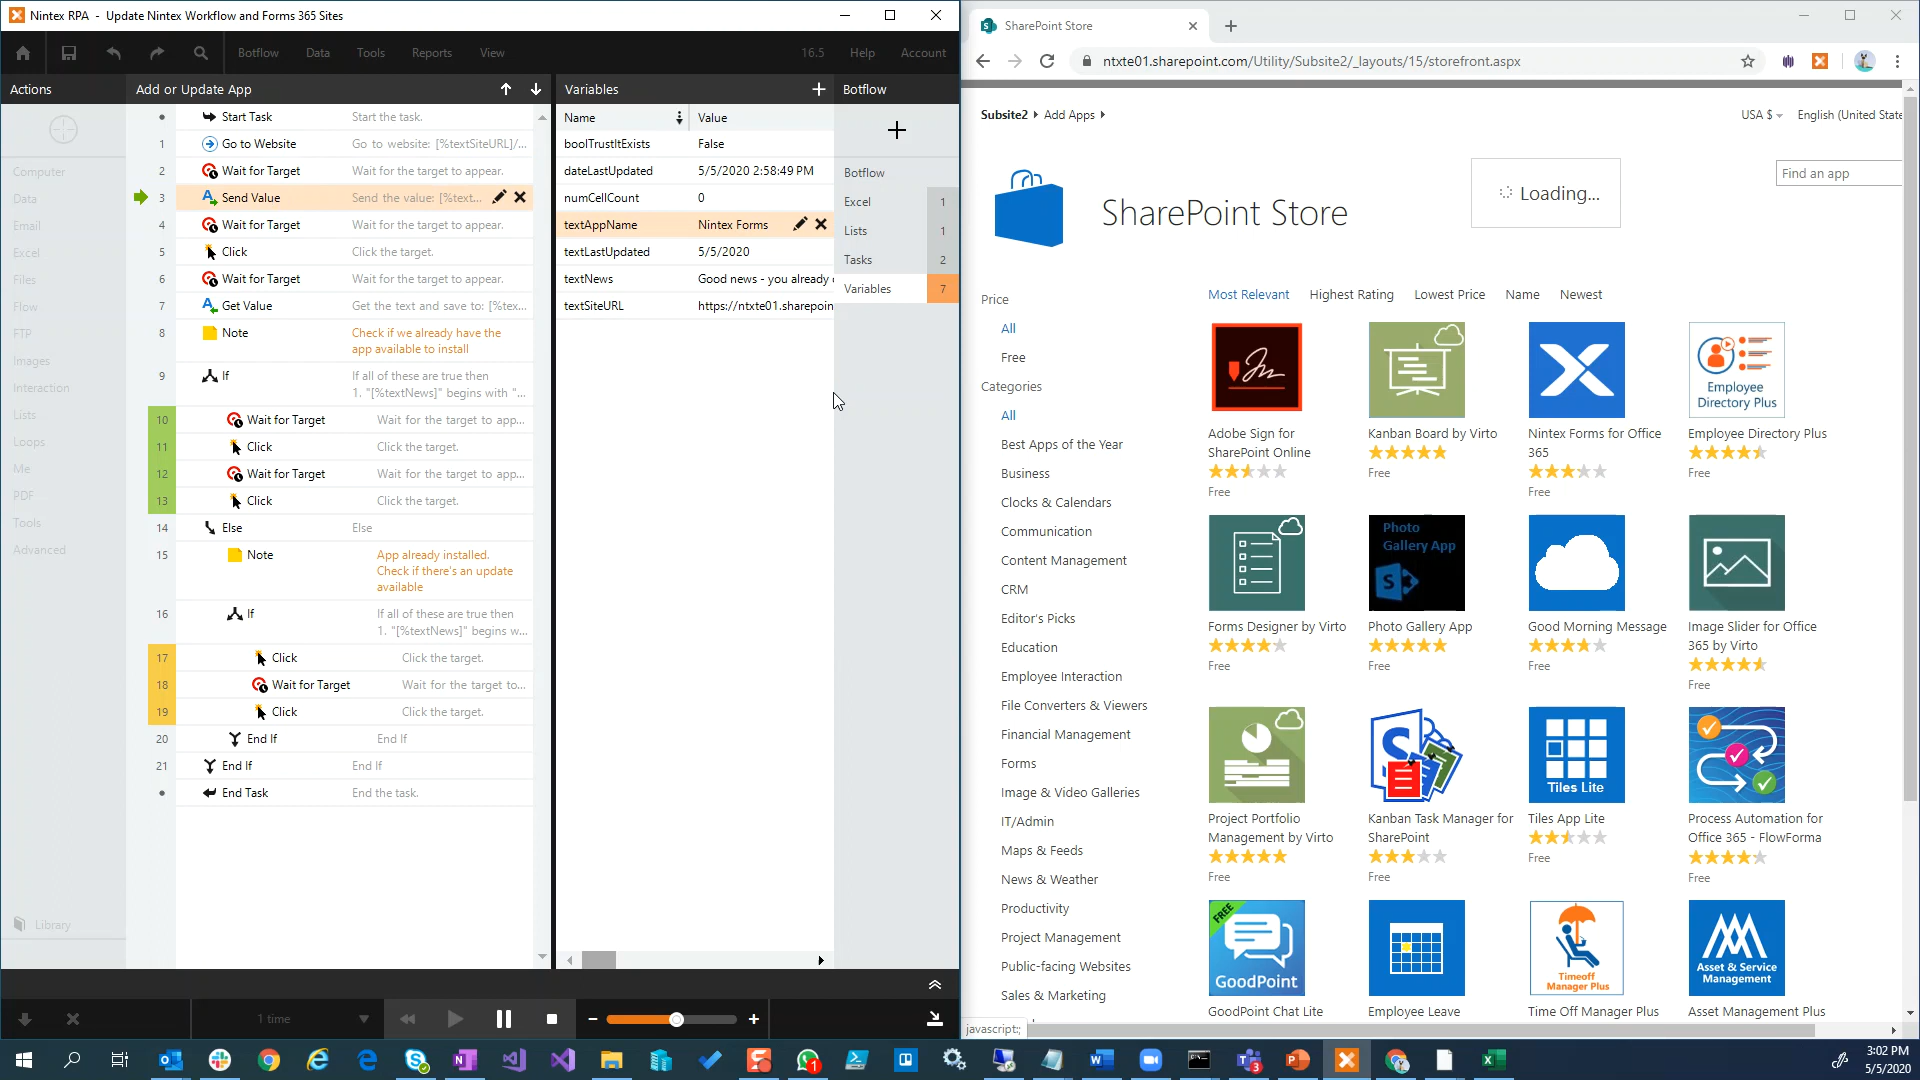 Nintex RPA - Update Nintex Workflow and Forms 365 Sites
Botflow Data Tools Reports View 16.5 Help Account
Actions
Computer
Data
Email
Excel
Files
Flow
FTP
Images
Interaction
Lists
Loops
Me
PDF
Tools
Advanced
Library
Add or Update App
Start Task Start the task.
1 Go to Website Go to website: [%textSiteURL]/...
2 Wait for Target Wait for the target to appear.
3 Send Value Send the value: [%text...
4 Wait for Target Wait for the target to appear.
5 Click Click the target.
6 Wait for Target Wait for the target to appear.
7 Get Value Get the text and save to: [%tex...
8 Note Check if we already have the
app available to install
9 If If all of these are true then
1. "[%textNews]" begins with "...
10 Wait for Target Wait for the target to app...
11 Click Click the target.
12 Wait for Target Wait for the target to app...
13 Click Click the target.
14 Else Else
15 Note App already installed.
Check if there's an update
available
16 If If all of these are true then
1. "[%textNews]" begins w...
17 Click Click the target.
18 Wait for Target Wait for the target to...
19 Click Click the target.
20 End If End If
21 End If End If
End Task End the task.
Variables
Name Value
boolTrustItExists False
dateLastUpdated 5/5/2020 2:58:49 PM
numCellCount 0
textAppName Nintex Forms
textLastUpdated 5/5/2020
textNews Good news - you already
textSiteURL https://ntxte01.sharepoin
Botflow
Botflow
Excel 1
Lists 1
Tasks 2
Variables 7
1 time
SharePoint Store
ntxte01.sharepoint.com/Utility/Subsite2/_layouts/15/storefront.aspx
Subsite2 Add Apps
USA $ English (United State
SharePoint Store
Loading...
Find an app
Price
All
Free
Categories
All
Best Apps of the Year
Business
Clocks & Calendars
Communication
Content Management
CRM
Editor's Picks
Education
Employee Interaction
File Converters & Viewers
Financial Management
Forms
Image & Video Galleries
IT/Admin
Maps & Feeds
News & Weather
Productivity
Project Management
Public-facing Websites
Sales & Marketing
Most Relevant Highest Rating Lowest Price Name Newest
Adobe Sign for
SharePoint Online
Free
Kanban Board by Virto
Free
Nintex Forms for Office
365
Free
Employee
Directory Plus
Employee Directory Plus
Free
Forms Designer by Virto
Free
Photo
Gallery App
S
Photo Gallery App
Free
Good Morning Message
Free
Image Slider for Office
365 by Virto
Free
Project Portfolio
Management by Virto
Free
S
Kanban Task Manager for
SharePoint
Free
Tiles Lite
Tiles App Lite
Free
Process Automation for
Office 365 - FlowForma
Free
FREE
GoodPoint
GoodPoint Chat Lite
Employee Leave
Timeoff
Manager Plus
Time Off Manager Plus
Asset & Service
Management
Asset Management Plus
javascript:;
3:02 PM
5/5/2020